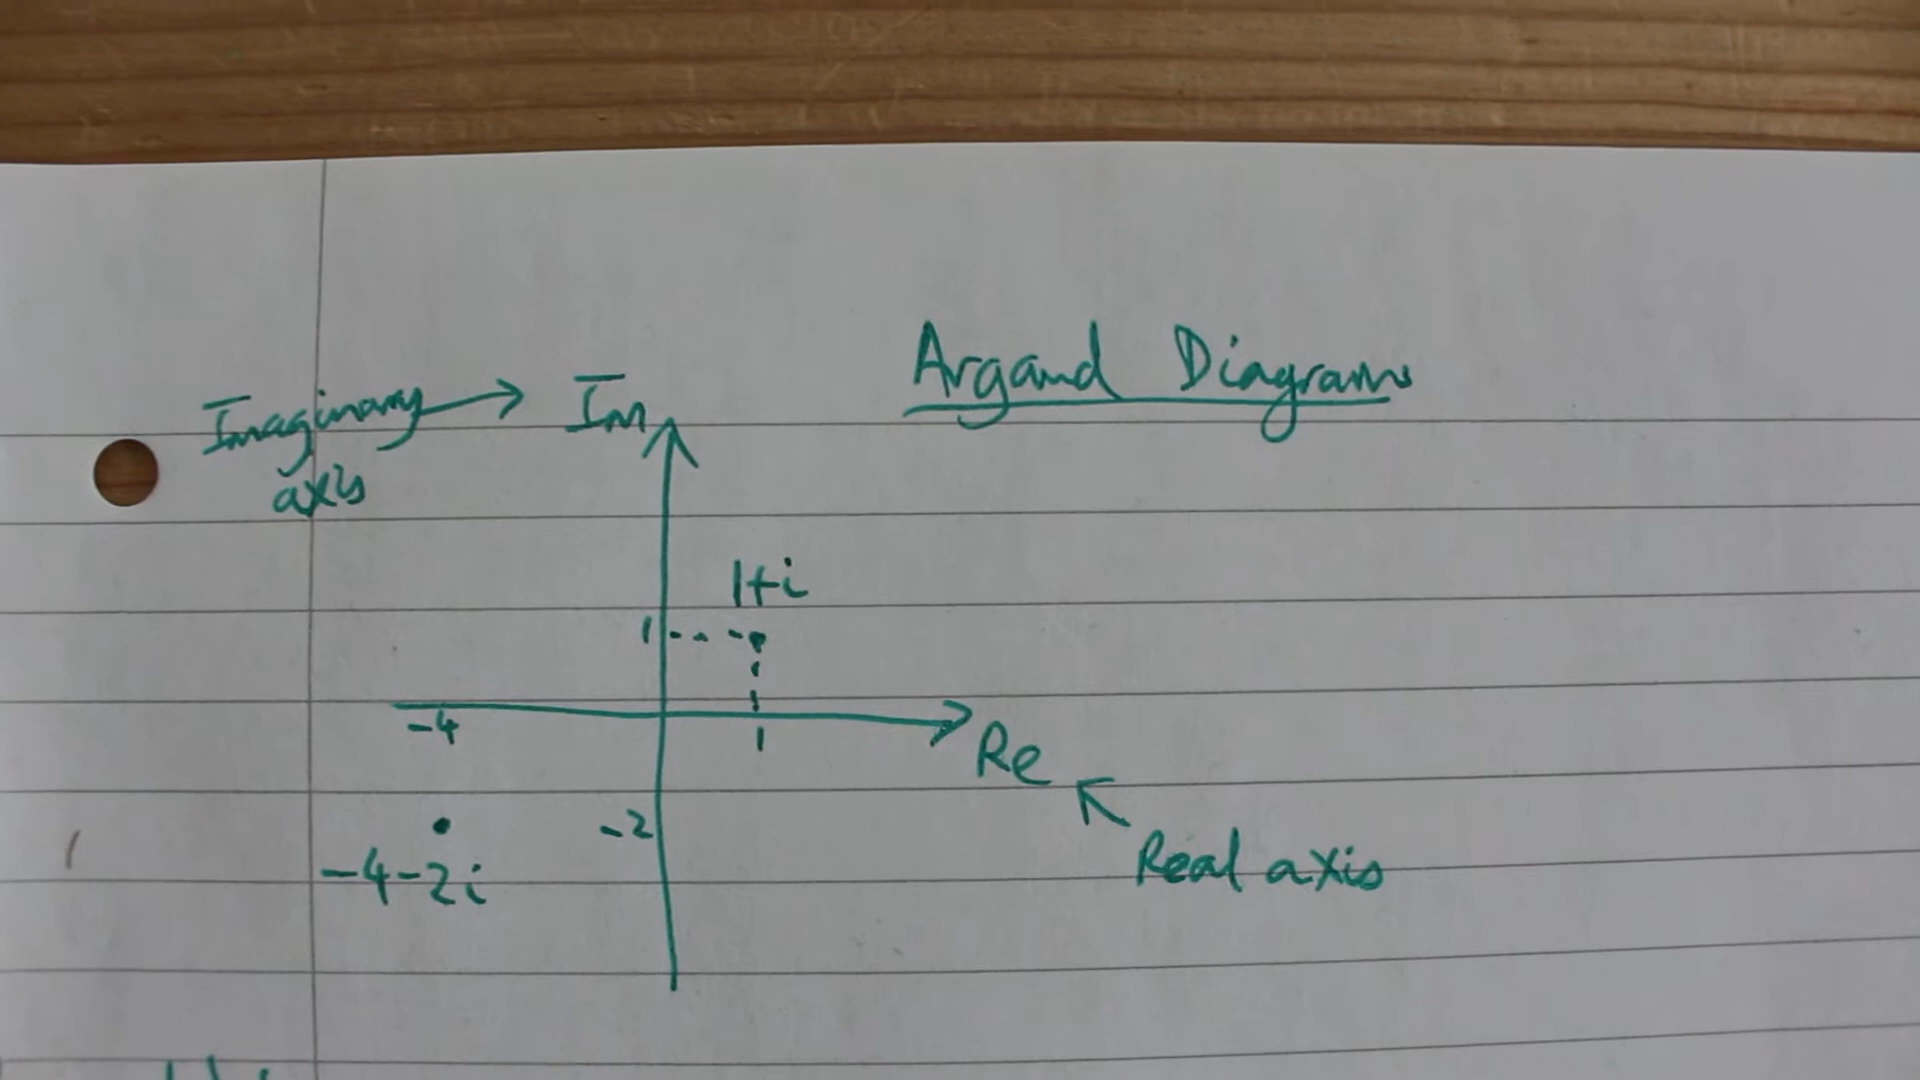 Argand Diagrams
Imaginary
axis
Im
1+i
1
-4
1
Re
-2
-4-2i
Real axis